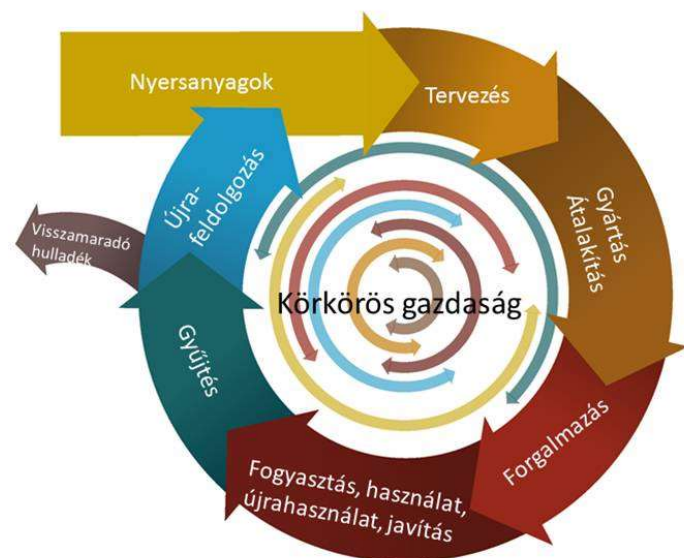 Nyersanyagok
Tervezés
Gyártás
Átalakítás
Forgalmazás
Fogyasztás, használat,
újrahasználat, javítás
Gyűjtés
Újra-
feldolgozás
Visszamaradó
hulladék
Körkörös gazdaság